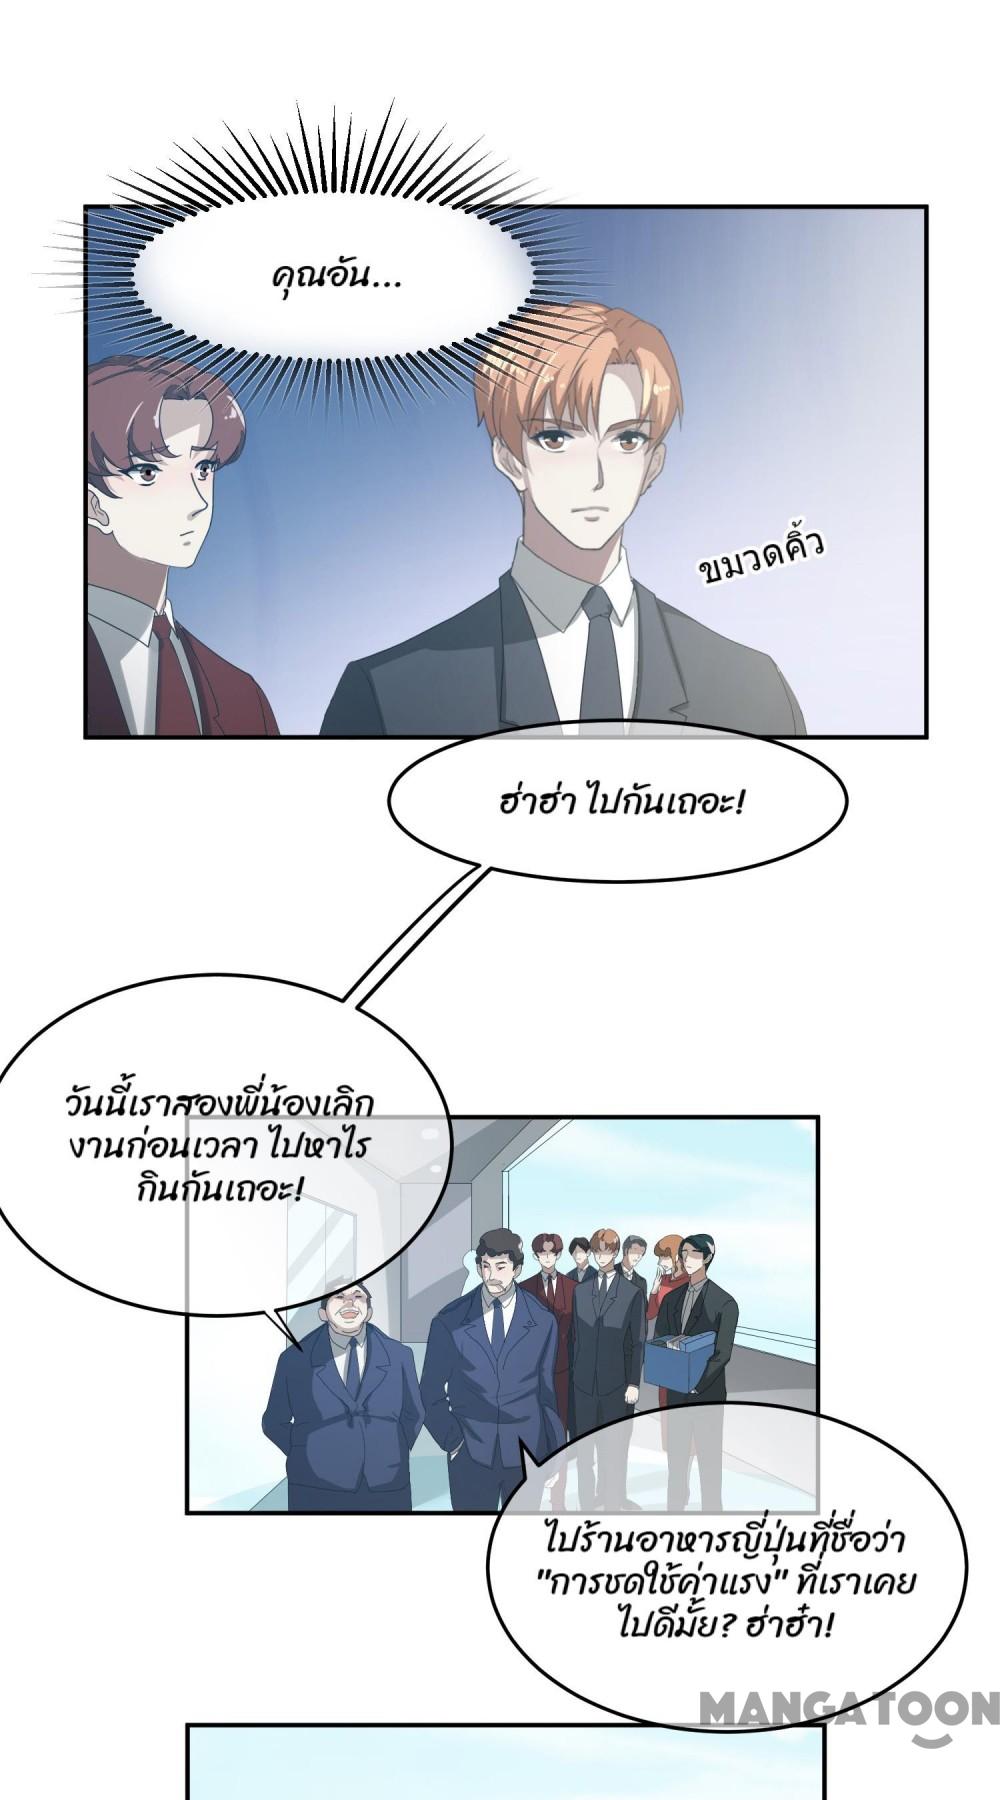 คุณอัน...
ขมวดคิ้ว
ฮ่าฮ่า ไปกันเถอะ!
วันนี้เราสองพี่น้องเลิก
งานก่อนเวลา ไปหาไร
กินกันเถอะ!
ไปร้านอาหารญี่ปุ่นที่ชื่อว่า
"การชดใช้ค่าแรง" ที่เราเคย
ไปดีมั้ย? ฮ่าฮ๋า!
MANGATOON